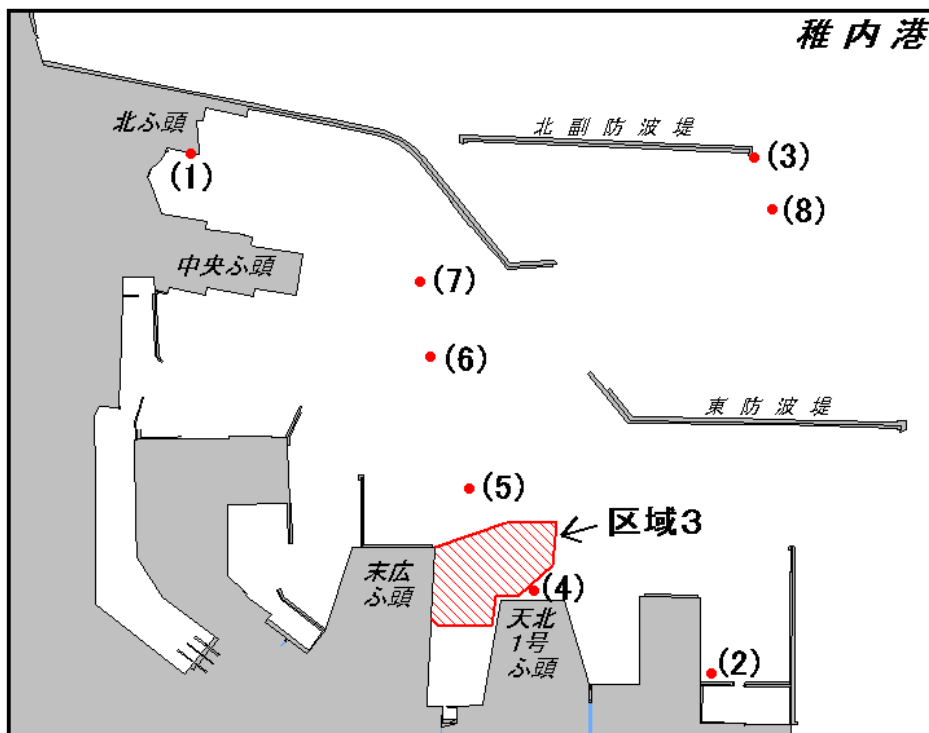 稚内港
北ふ頭
北副防波堤
(1)
(3)
(8)
中央ふ頭
(7)
(6)
東防波堤
(5)
区域3
末広
ふ頭
(4)
天北
1号
ふ頭
(2)